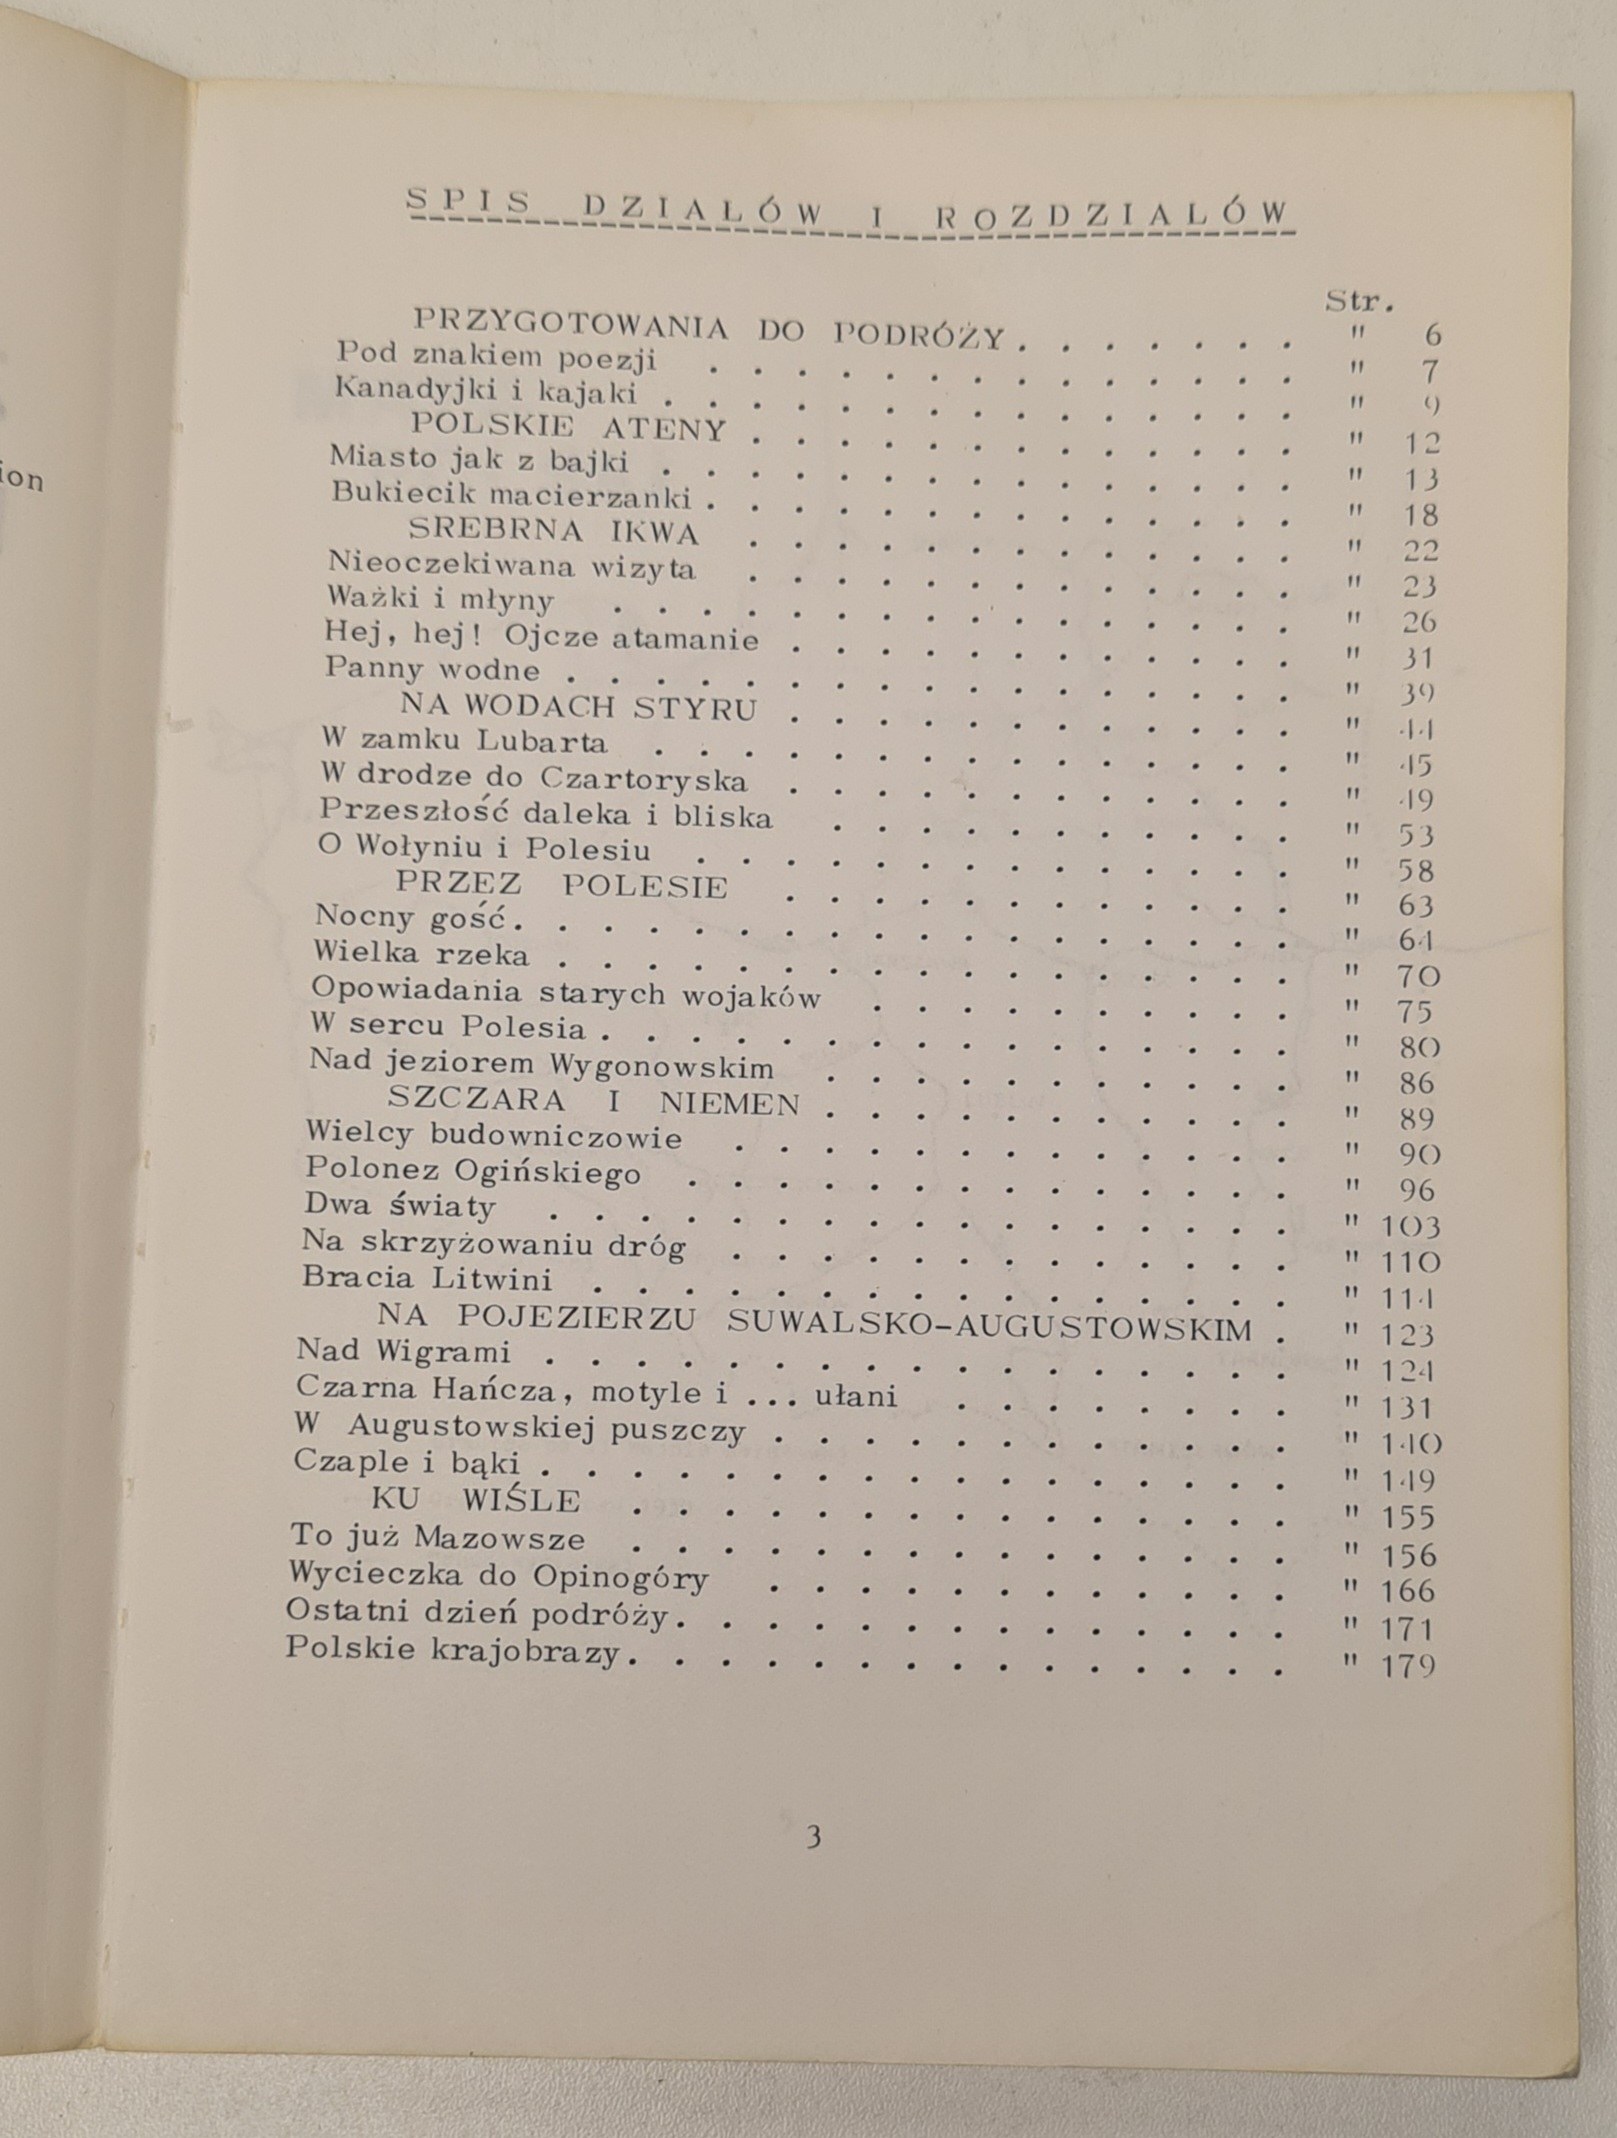 ion
SPIS DZIAŁÓW I ROZDZIAŁÓW
Str.
PRZYGOTOWANIA DO PODRÓŻY . . . . . . . " 6
Pod znakiem poezji . . . . . . . . . . . . . . " 7
Kanadyjki i kajaki . . . . . . . . . . . . . . . " 9
POLSKIE ATENY . . . . . . . . . . . . . " 12
Miasto jak z bajki . . . . . . . . . . . . . . . " 13
Bukiecik macierzanki . . . . . . . . . . . . . . " 18
SREBRNA IKWA . . . . . . . . . . . . . " 22
Nieoczekiwana wizyta . . . . . . . . . . . . . " 23
Ważki i młyny . . . . . . . . . . . . . . . . " 26
Hej, hej! Ojcze atamanie . . . . . . . . . . . . " 31
Panny wodne . . . . . . . . . . . . . . . . . " 39
NA WODACH STYRU . . . . . . . . . . . . " 44
W zamku Lubarta . . . . . . . . . . . . . . . " 45
W drodze do Czartoryska . . . . . . . . . . . . " 49
Przeszłość daleka i bliska . . . . . . . . . . . " 53
O Wołyniu i Polesiu . . . . . . . . . . . . . . " 58
PRZEZ POLESIE . . . . . . . . . . . . " 63
Nocny gość . . . . . . . . . . . . . . . . . . " 64
Wielka rzeka . . . . . . . . . . . . . . . . . " 70
Opowiadania starych wojaków . . . . . . . . . . " 75
W sercu Polesia . . . . . . . . . . . . . . . . " 80
Nad jeziorem Wygonowskim . . . . . . . . . . . " 86
SZCZARA I NIEMEN . . . . . . . . . . . " 89
Wielcy budowniczowie . . . . . . . . . . . . . " 90
Polonez Ogińskiego . . . . . . . . . . . . . . " 96
Dwa światy . . . . . . . . . . . . . . . . . " 103
Na skrzyżowaniu dróg . . . . . . . . . . . . . " 110
Bracia Litwini . . . . . . . . . . . . . . . . " 114
NA POJEZIERZU SUWALSKO-AUGUSTOWSKIM . " 123
Nad Wigrami . . . . . . . . . . . . . . . . . " 124
Czarna Hańcza, motyle i ... ułani . . . . . . . . " 131
W Augustowskiej puszczy . . . . . . . . . . . . " 140
Czaple i bąki . . . . . . . . . . . . . . . . . " 149
KU WIŚLE . . . . . . . . . . . . . . . " 155
To już Mazowsze . . . . . . . . . . . . . . . " 156
Wycieczka do Opinogóry . . . . . . . . . . . . " 166
Ostatni dzień podróży . . . . . . . . . . . . . . " 171
Polskie krajobrazy . . . . . . . . . . . . . . . " 179
3